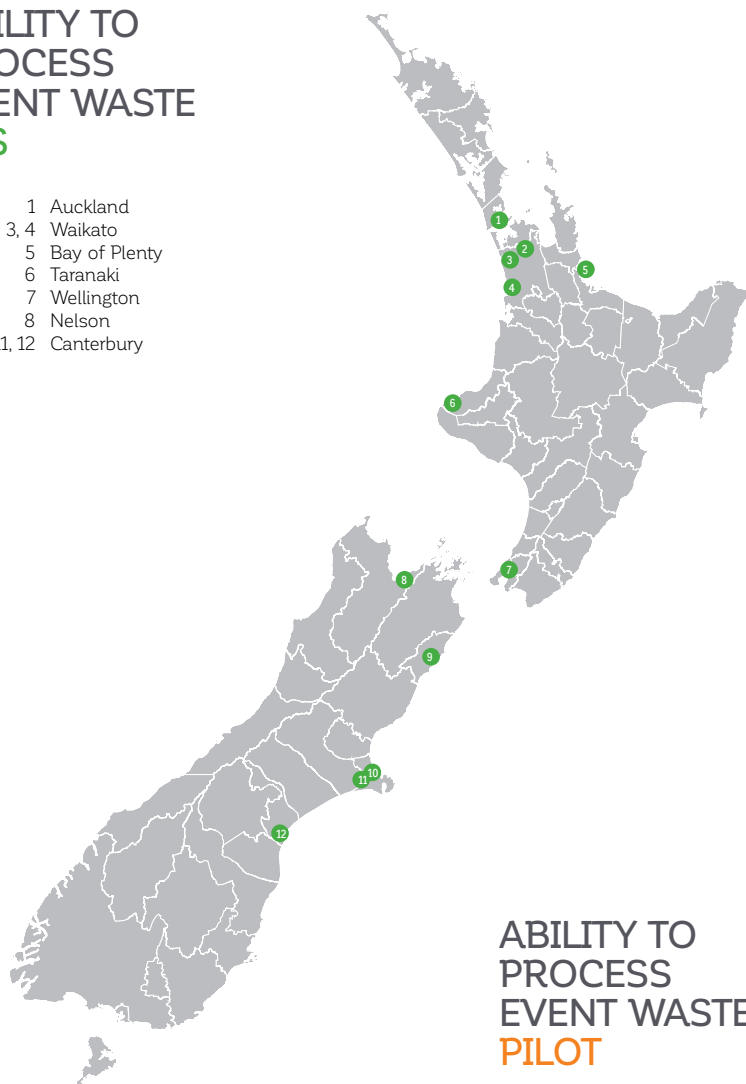 ILITY TO
OCESS
ENT WASTE
S
1 Auckland
3, 4 Waikato
5 Bay of Plenty
6 Taranaki
7 Wellington
8 Nelson
11, 12 Canterbury
1
2
3
5
4
6
7
8
9
10
11
12
ABILITY TO
PROCESS
EVENT WASTE
PILOT